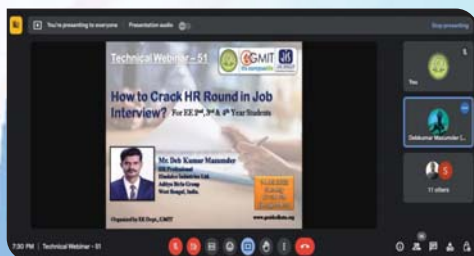 You're presenting to everyone
Presentation audio
Stop presenting
Technical Webinar - 51
GMIT
How to Crack HR Round in Job
Interview? For EE 2nd, 3rd & 4th Year Students
Mr. Deb Kumar Mazumder
HR Professional
Hindalco Industries Ltd.
Aditya Birla Group
West Bengal, India.
Organized by EE Dept., GMIT
www.gmitkolkata.org
You
Debkumar Mazumder (...
S
11 others
7:30 PM | Technical Webinar - 51